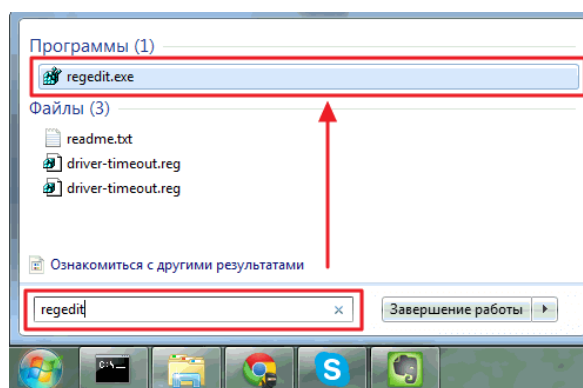 Программы (1)
regedit.exe
Файлы (3)
readme.txt
driver-timeout.reg
driver-timeout.reg
Ознакомиться с другими результатами
regedit
Завершение работы